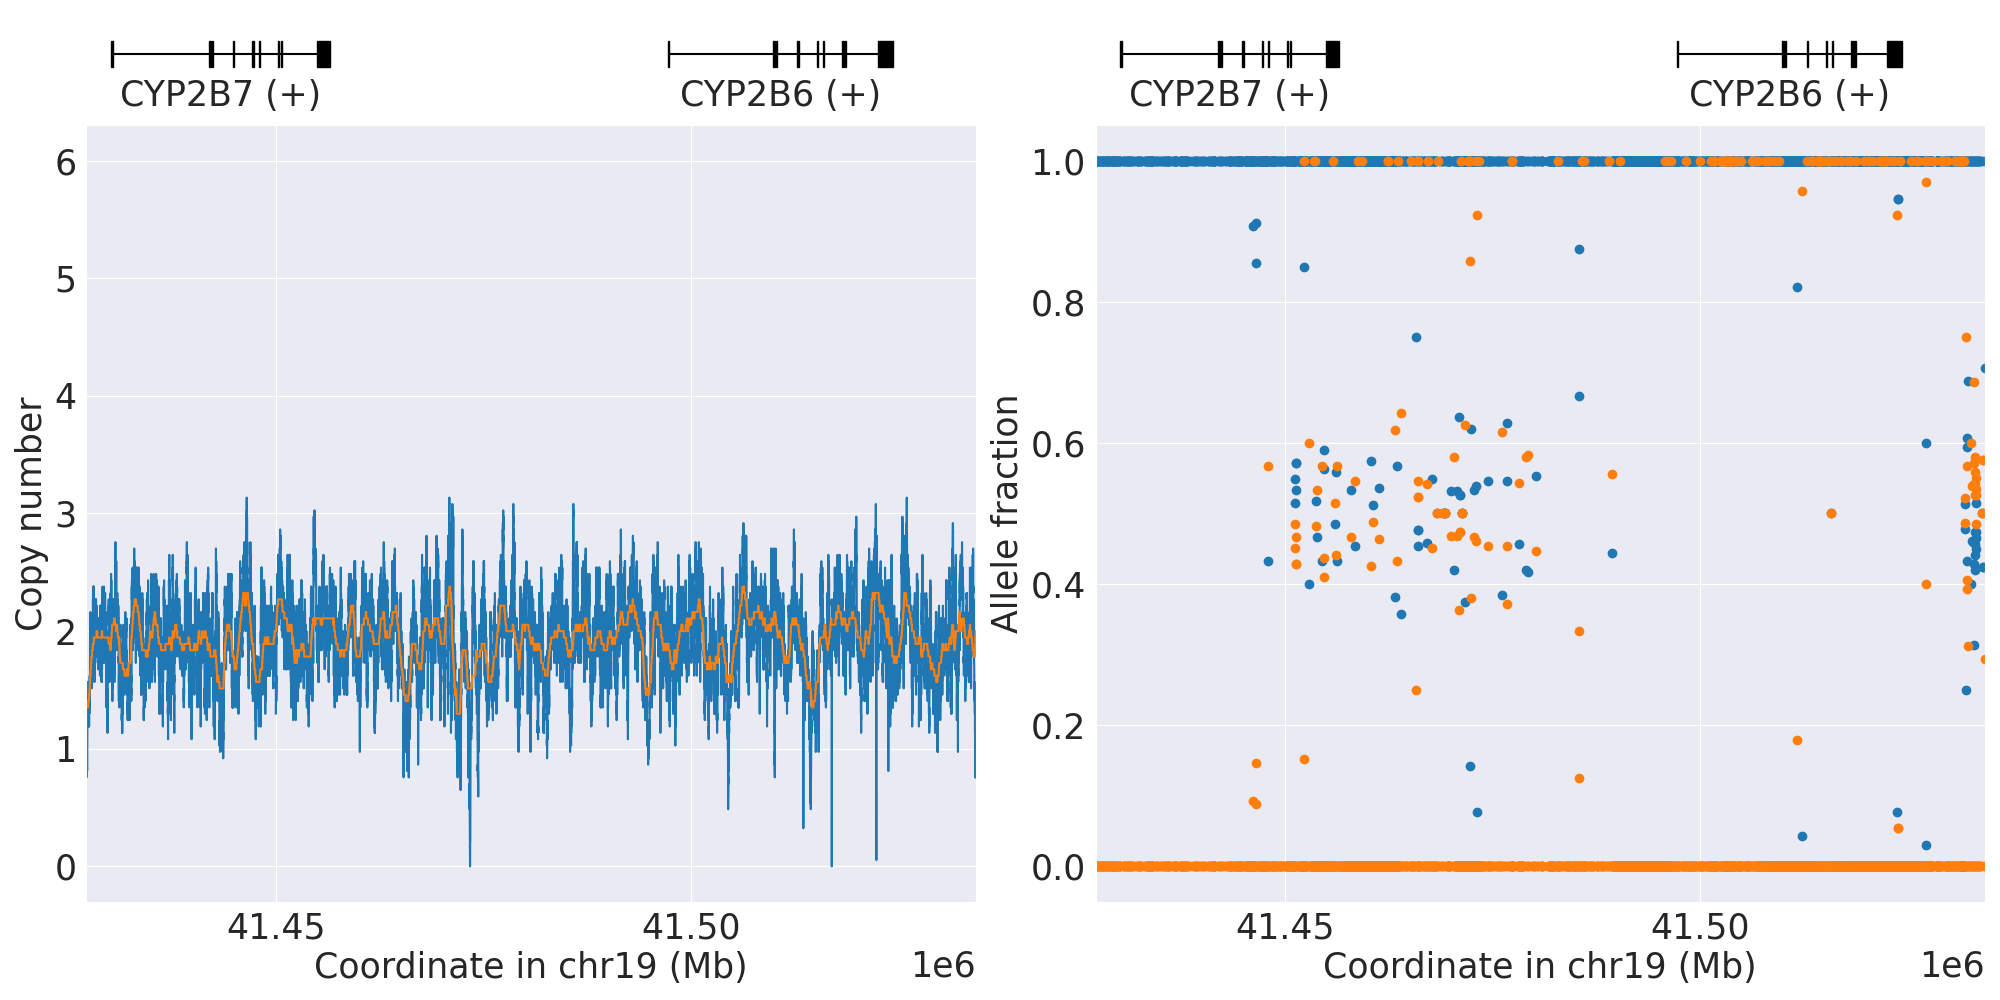 CYP2B7 (+)
CYP2B6 (+)
CYP2B7 (+)
CYP2B6 (+)
6
5
4
3
2
1
0
Copy number
41.45
41.50
Coordinate in chr19 (Mb)
1e6
1.0
0.8
0.6
0.4
0.2
0.0
Allele fraction
41.45
41.50
Coordinate in chr19 (Mb)
1e6